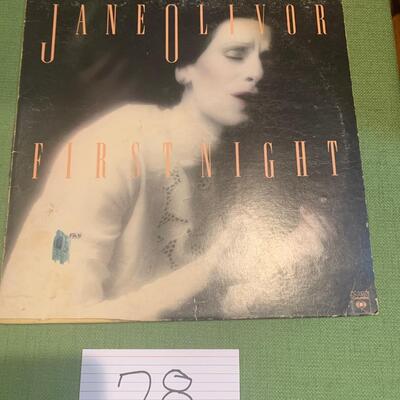 JANE OLIVOR
FIRST NIGHT
78